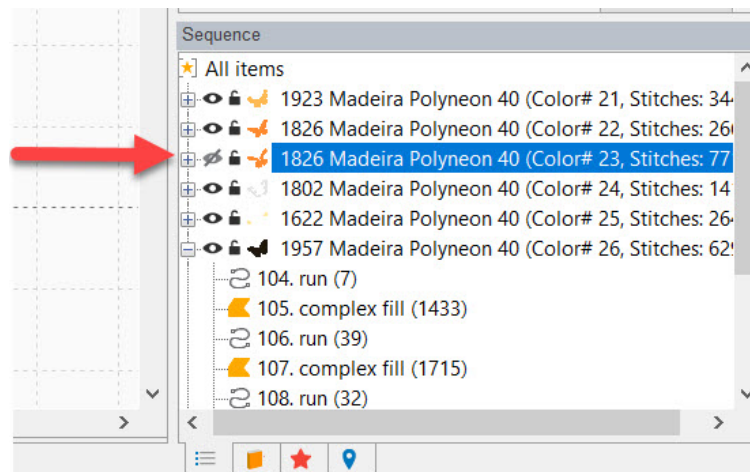 Sequence
All items
1923 Madeira Polyneon 40 (Color# 21, Stitches: 344
1826 Madeira Polyneon 40 (Color# 22, Stitches: 266
1826 Madeira Polyneon 40 (Color# 23, Stitches: 77
1802 Madeira Polyneon 40 (Color# 24, Stitches: 14
1622 Madeira Polyneon 40 (Color# 25, Stitches: 264
1957 Madeira Polyneon 40 (Color# 26, Stitches: 629
104. run (7)
105. complex fill (1433)
106. run (39)
107. complex fill (1715)
108. run (32)